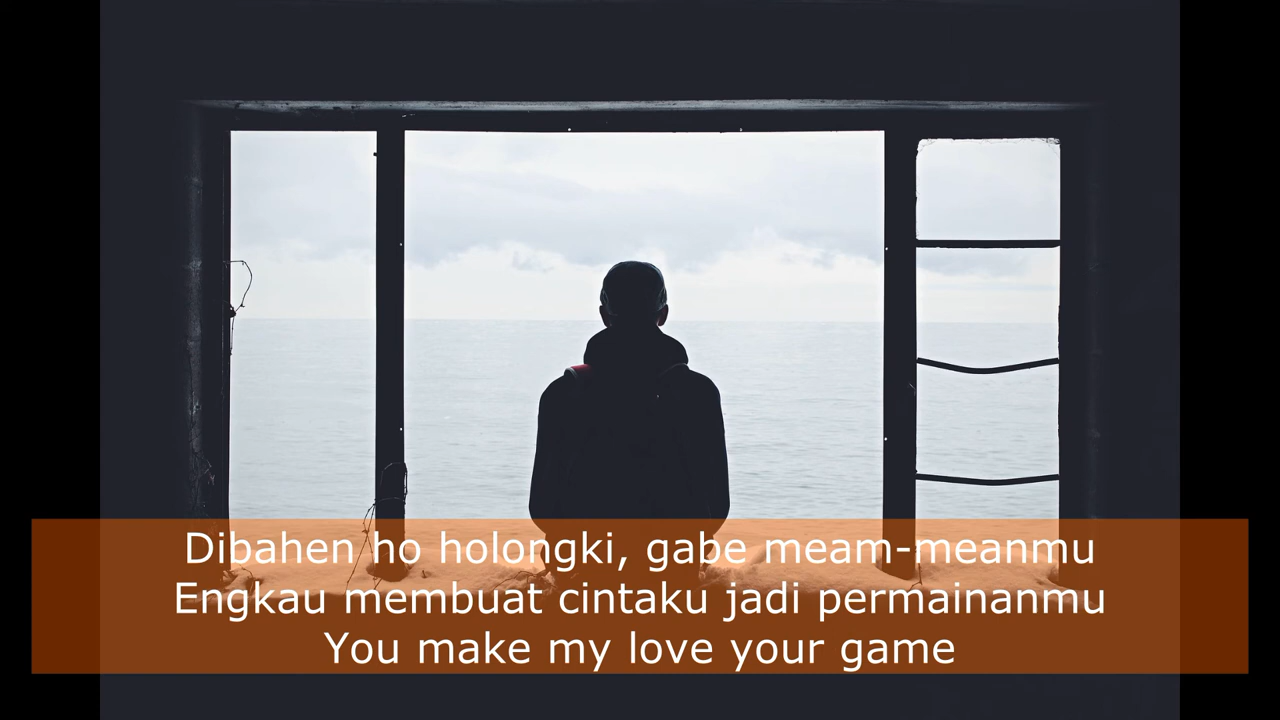 Dibahen ho holongki, gabe meam-meanmu
Engkau membuat cintaku jadi permainanmu
You make my love your game